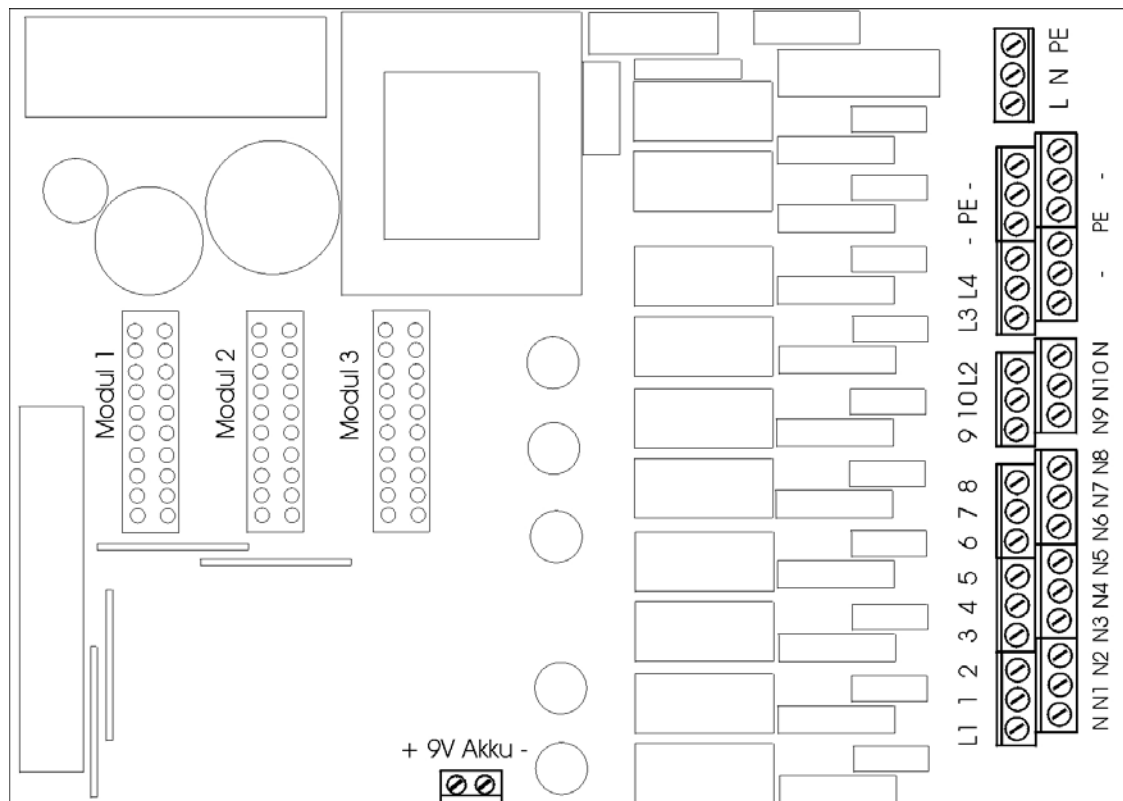 L N PE
- PE -
- PE -
L3 L4
Modul 1
Modul 2
Modul 3
9 10 L2
N9 N10 N
3 4 5 6 7 8
N3 N4 N5 N6 N7 N8
L1 1 2
N N1 N2
+ 9V Akku -